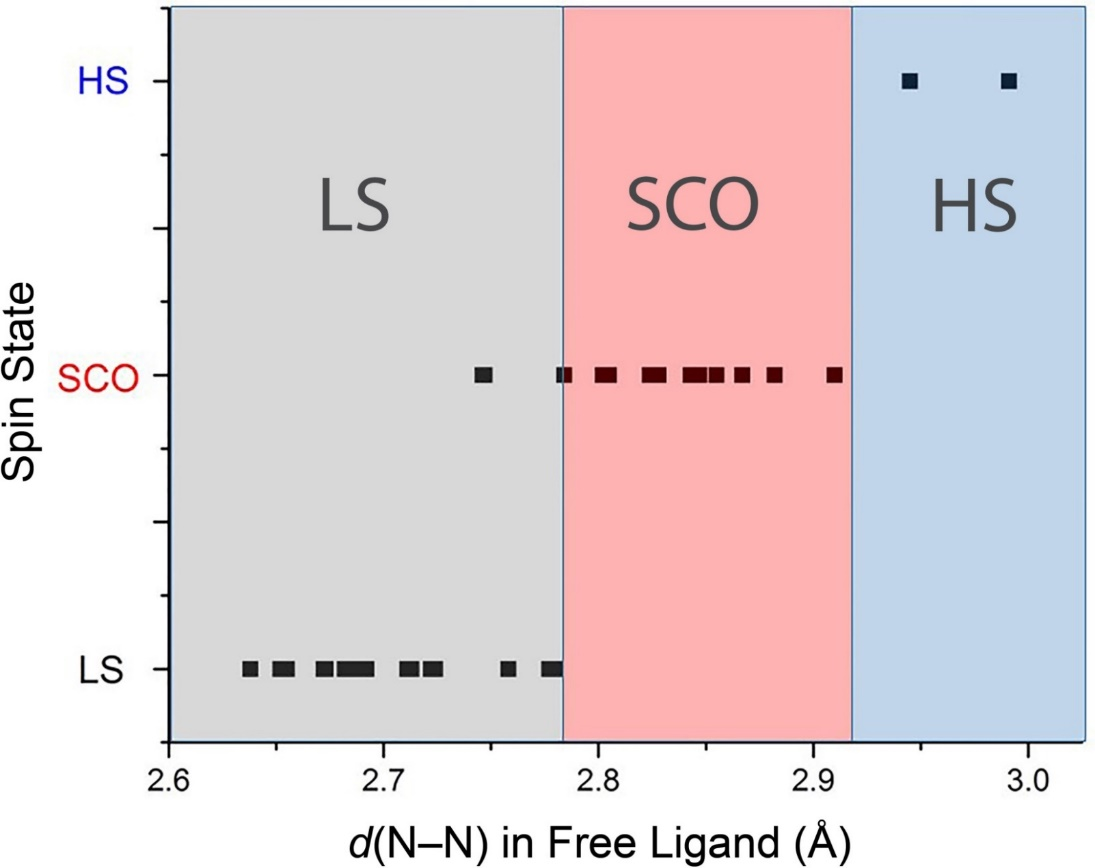 HS
LS
SCO
HS
Spin State
SCO
LS
2.6
2.7
2.8
2.9
3.0
d(N–N) in Free Ligand (Å)